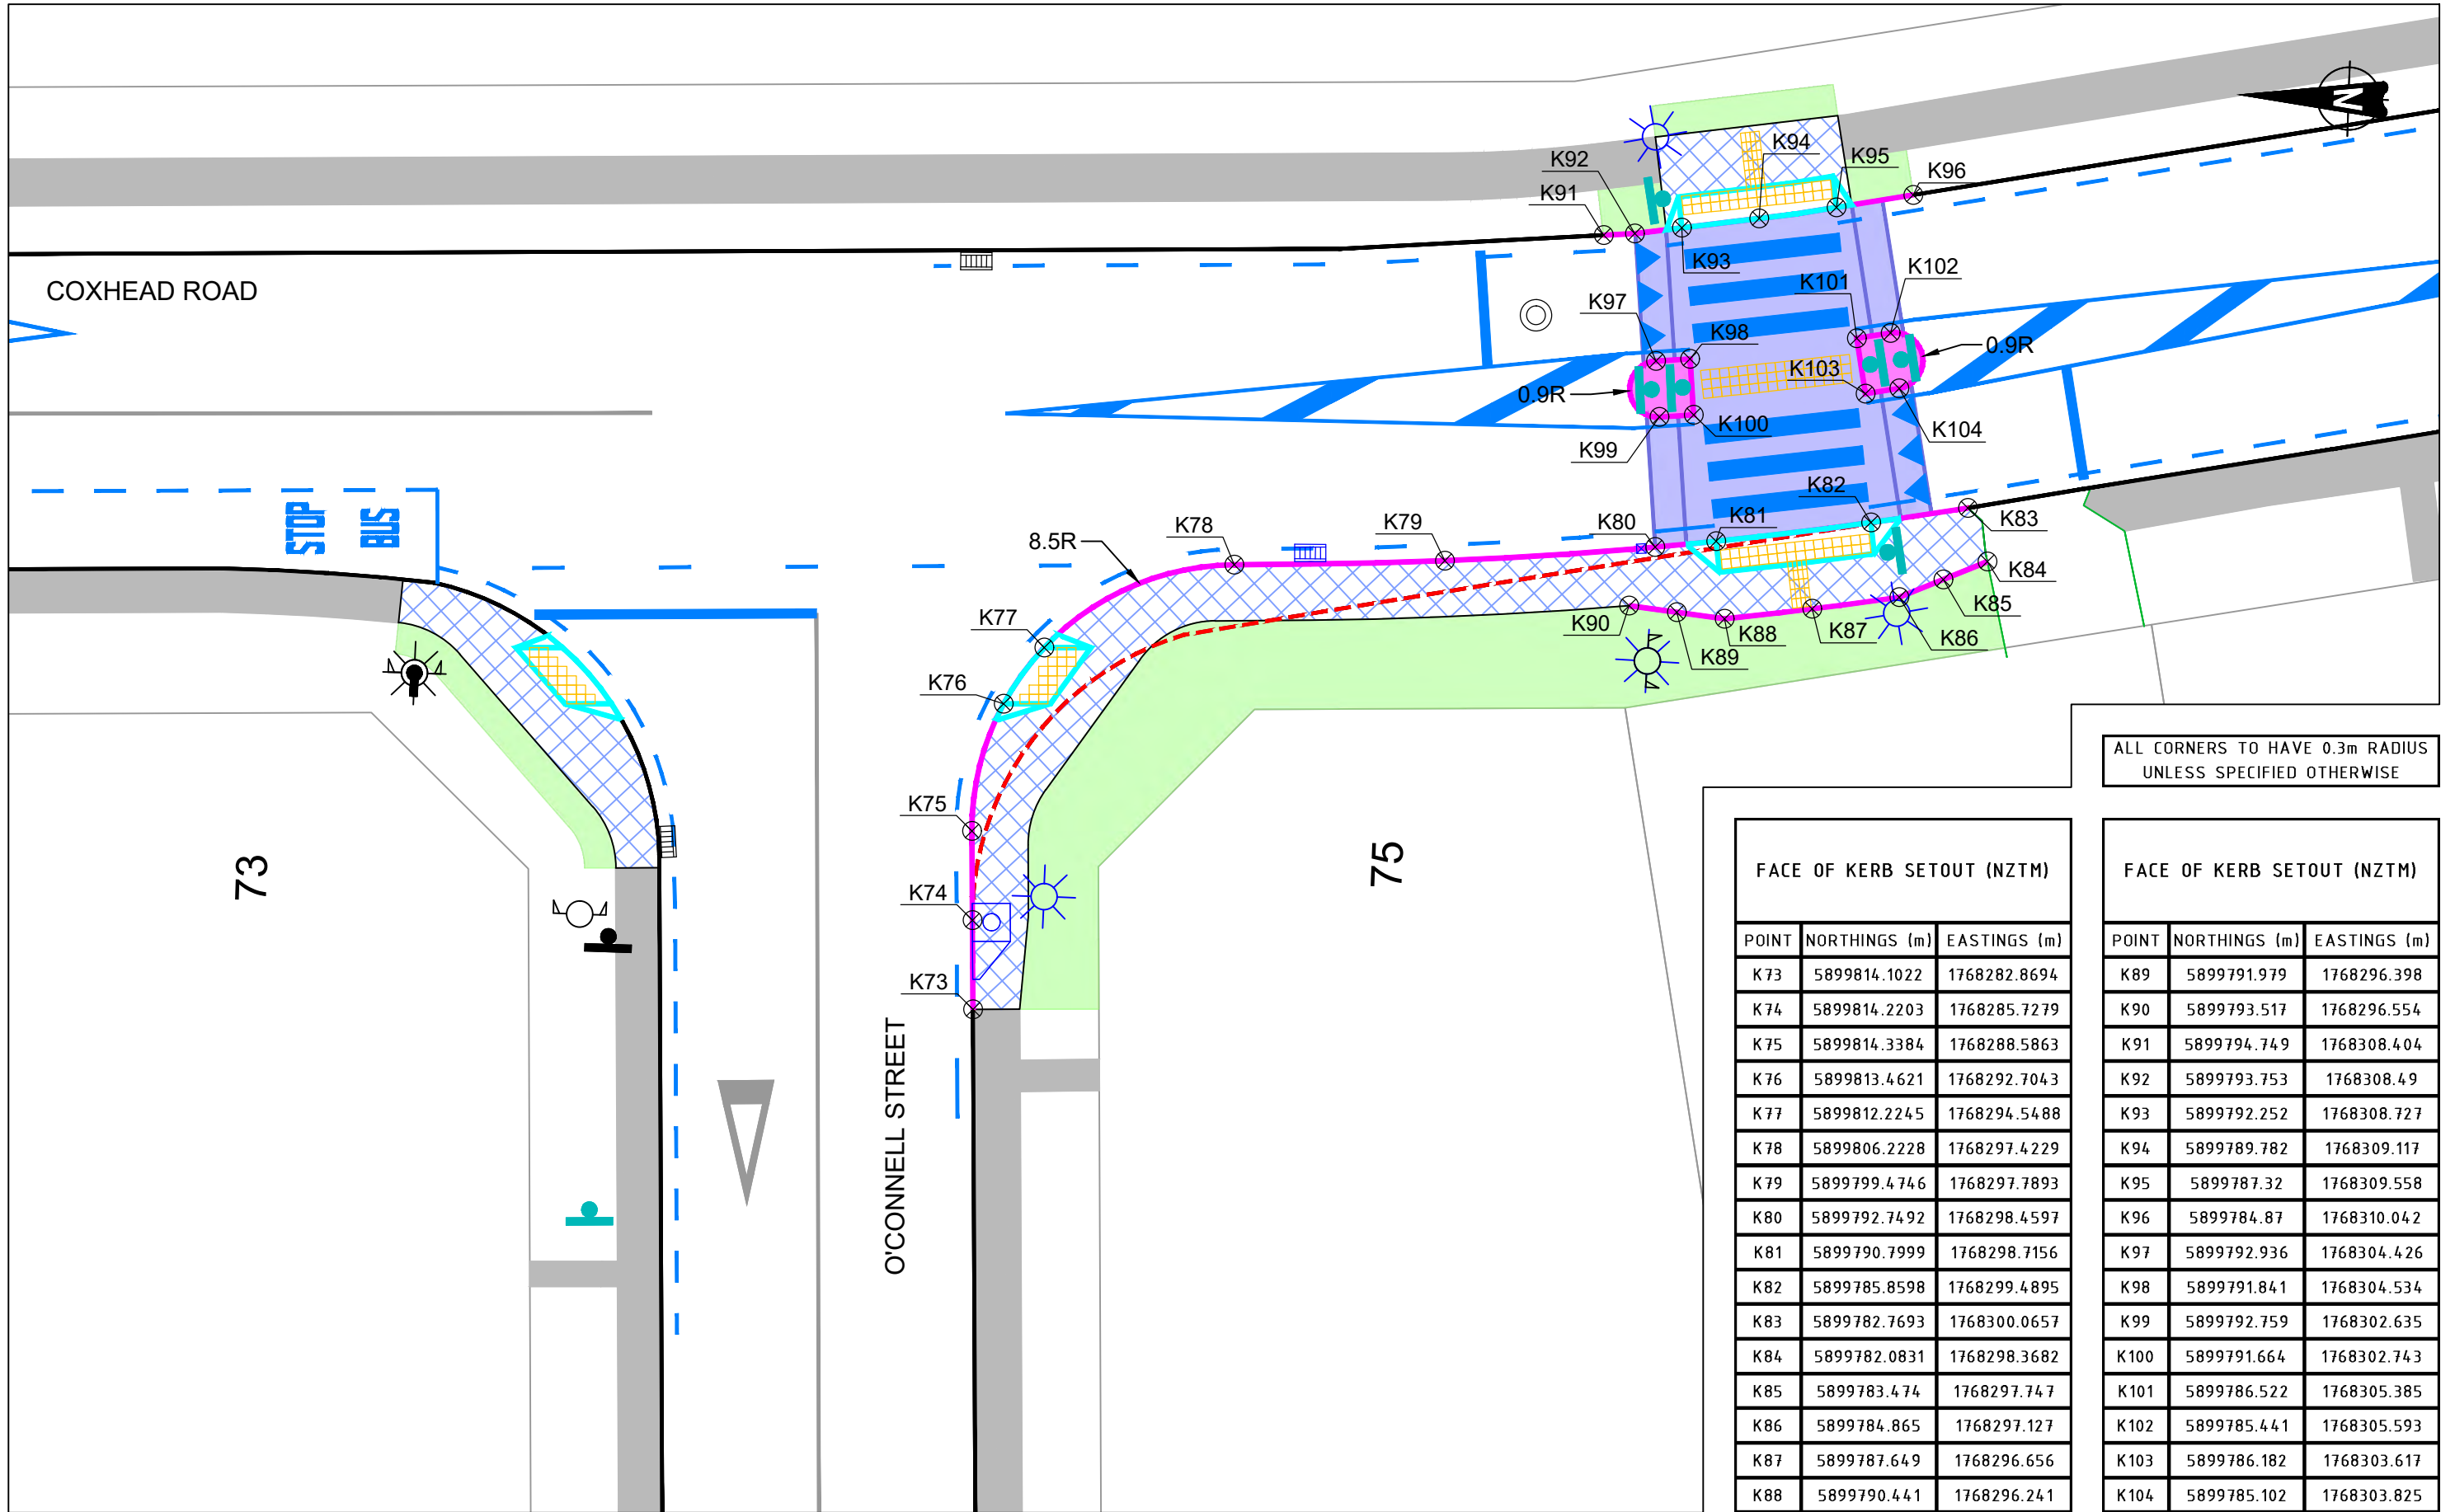 N
K94
K92
K95
K96
K91
K93
K102
COXHEAD ROAD
K101
K97
K98
0.9R
K103
0.9R
K100
K104
K99
K82
STOP
BUS
K78
K79
K80
K81
K83
8.5R
K84
K77
K85
K90
K87
K86
K88
K89
K76
ALL CORNERS TO HAVE 0.3m RADIUS
UNLESS SPECIFIED OTHERWISE
K75
73
75
K74
K73
O'CONNELL STREET
FACE OF KERB SETOUT (NZTM)
POINT NORTHINGS (m) EASTINGS (m)
K73 5899814.1022 1768282.8694
K74 5899814.2203 1768285.7279
K75 5899814.3384 1768288.5863
K76 5899813.4621 1768292.7043
K77 5899812.2245 1768294.5488
K78 5899806.2228 1768297.4229
K79 5899799.4746 1768297.7893
K80 5899792.7492 1768298.4597
K81 5899790.7999 1768298.7156
K82 5899785.8598 1768299.4895
K83 5899782.7693 1768300.0657
K84 5899782.0831 1768298.3682
K85 5899783.474 1768297.747
K86 5899784.865 1768297.127
K87 5899787.649 1768296.656
K88 5899790.441 1768296.241
FACE OF KERB SETOUT (NZTM)
POINT NORTHINGS (m) EASTINGS (m)
K89 5899791.979 1768296.398
K90 5899793.517 1768296.554
K91 5899794.749 1768308.404
K92 5899793.753 1768308.49
K93 5899792.252 1768308.727
K94 5899789.782 1768309.117
K95 5899787.32 1768309.558
K96 5899784.87 1768310.042
K97 5899792.936 1768304.426
K98 5899791.841 1768304.534
K99 5899792.759 1768302.635
K100 5899791.664 1768302.743
K101 5899786.522 1768305.385
K102 5899785.441 1768305.593
K103 5899786.182 1768303.617
K104 5899785.102 1768303.825